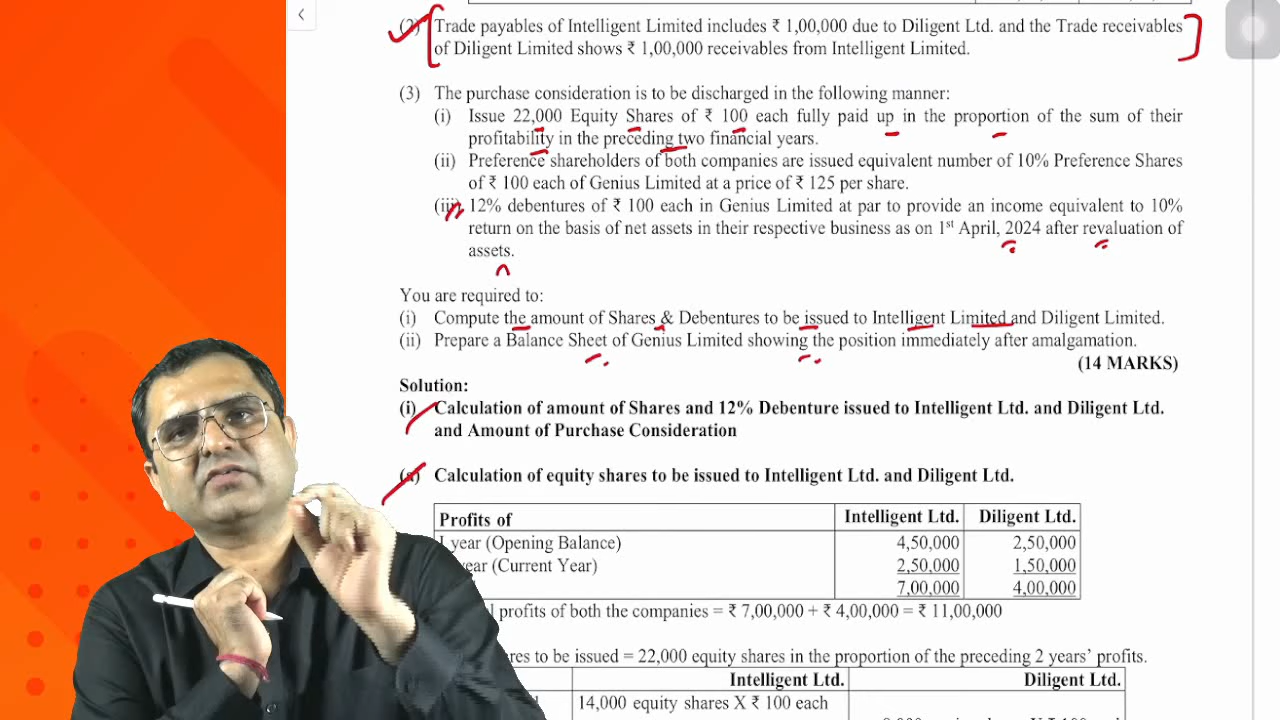 (2) Trade payables of Intelligent Limited includes ₹ 1,00,000 due to Diligent Ltd. and the Trade receivables
of Diligent Limited shows ₹ 1,00,000 receivables from Intelligent Limited.
(3) The purchase consideration is to be discharged in the following manner:
(i) Issue 22,000 Equity Shares of ₹ 100 each fully paid up in the proportion of the sum of their
profitability in the preceding two financial years.
(ii) Preference shareholders of both companies are issued equivalent number of 10% Preference Shares
of ₹ 100 each of Genius Limited at a price of ₹ 125 per share.
(iii) 12% debentures of ₹ 100 each in Genius Limited at par to provide an income equivalent to 10%
return on the basis of net assets in their respective business as on 1st April, 2024 after revaluation of
assets.
You are required to:
(i) Compute the amount of Shares & Debentures to be issued to Intelligent Limited and Diligent Limited.
(ii) Prepare a Balance Sheet of Genius Limited showing the position immediately after amalgamation.
(14 MARKS)
Solution:
(i) Calculation of amount of Shares and 12% Debenture issued to Intelligent Ltd. and Diligent Ltd.
and Amount of Purchase Consideration
(a) Calculation of equity shares to be issued to Intelligent Ltd. and Diligent Ltd.
Profits of Intelligent Ltd. Diligent Ltd.
I year (Opening Balance) 4,50,000 2,50,000
year (Current Year) 2,50,000 1,50,000
7,00,000 4,00,000
profits of both the companies = ₹ 7,00,000 + ₹ 4,00,000 = ₹ 11,00,000
to be issued = 22,000 equity shares in the proportion of the preceding 2 years' profits.
Intelligent Ltd. Diligent Ltd.
14,000 equity shares X ₹ 100 each